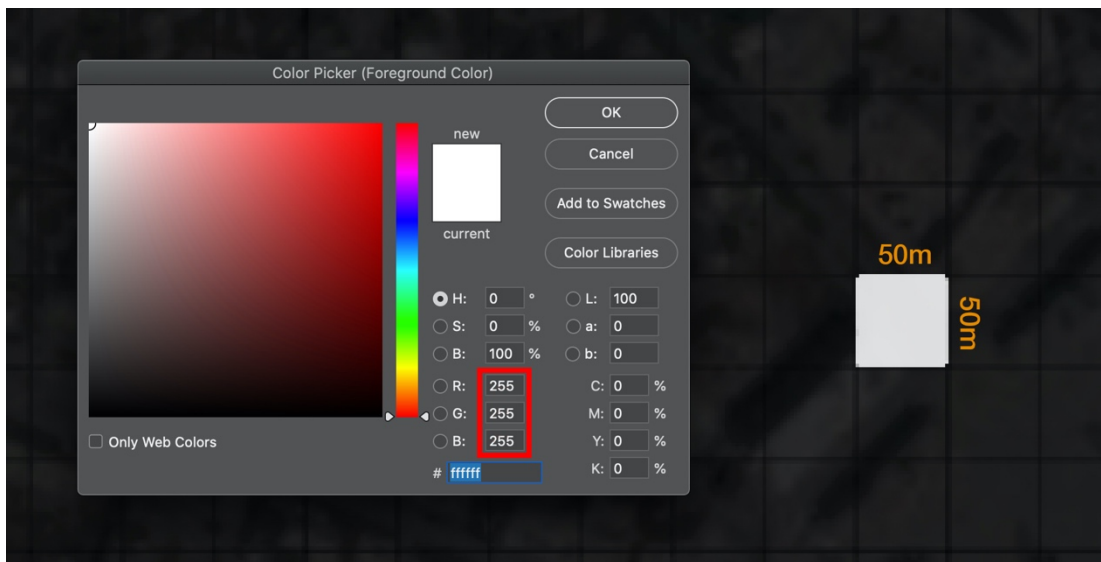 Color Picker (Foreground Color)
new
current
OK
Cancel
Add to Swatches
Color Libraries
H: 0 °
S: 0 %
B: 100 %
R: 255
G: 255
B: 255
# ffffff
L: 100
a: 0
b: 0
C: 0 %
M: 0 %
Y: 0 %
K: 0 %
Only Web Colors
50m
50m